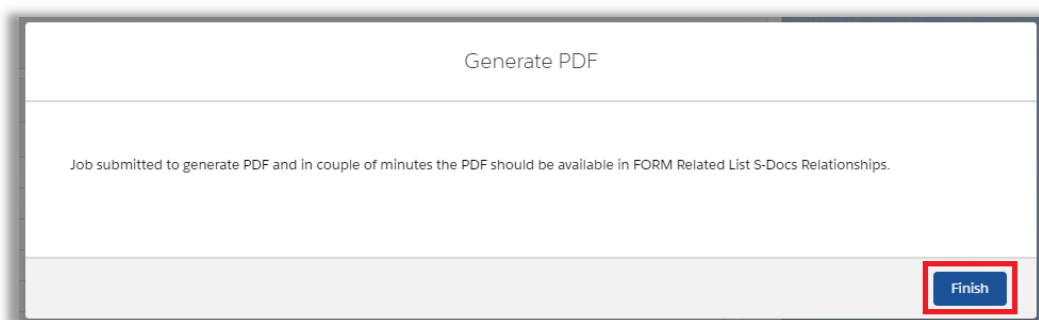 Generate PDF
Job submitted to generate PDF and in couple of minutes the PDF should be available in FORM Related List S-Docs Relationships.
Finish